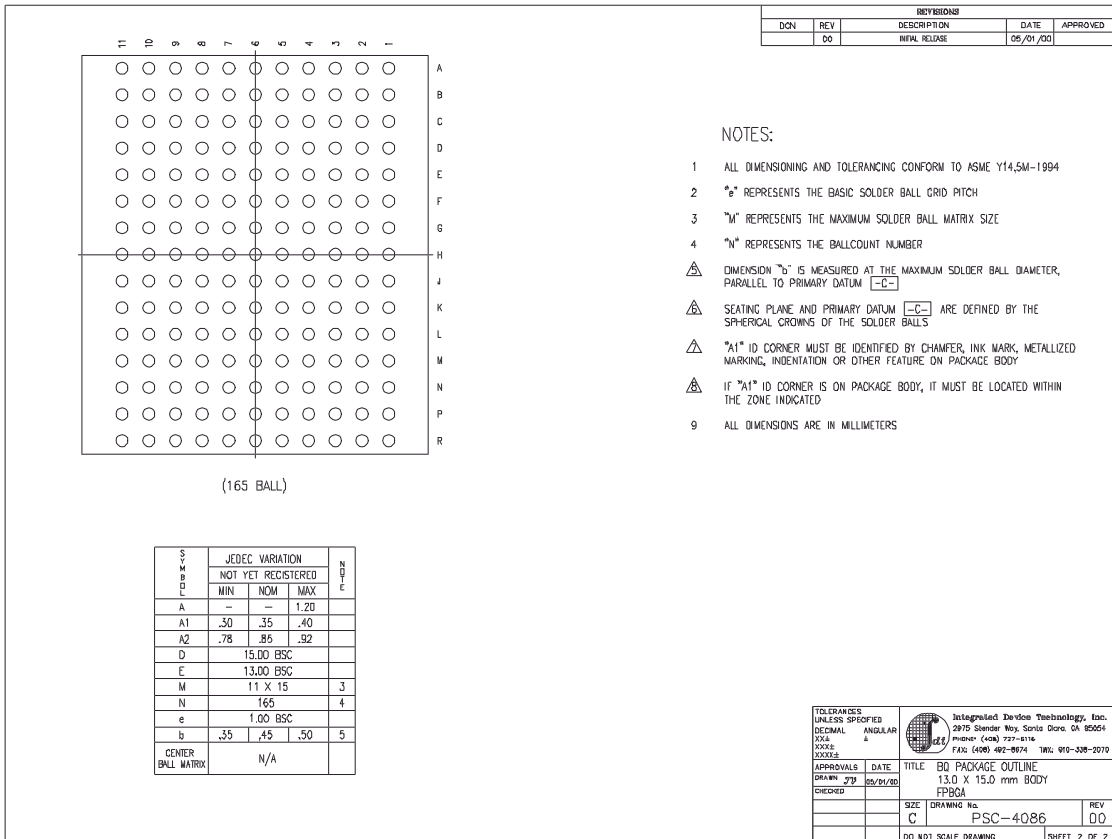 REVISIONS
DCN REV DESCRIPTION DATE APPROVED
00 INITIAL RELEASE 05/01/00
11 10 9 8 7 6 5 4 3 2 1
A
B
C
D
E
F
G
H
J
K
L
M
N
P
R
(165 BALL)
NOTES:
1 ALL DIMENSIONING AND TOLERANCING CONFORM TO ASME Y14,5M-1994
2 "e" REPRESENTS THE BASIC SOLDER BALL GRID PITCH
3 "M" REPRESENTS THE MAXIMUM SOLDER BALL MATRIX SIZE
4 "N" REPRESENTS THE BALLCOUNT NUMBER
5 DIMENSION "b" IS MEASURED AT THE MAXIMUM SOLDER BALL DIAMETER,
PARALLEL TO PRIMARY DATUM -C-
6 SEATING PLANE AND PRIMARY DATUM -C- ARE DEFINED BY THE
SPHERICAL CROWNS OF THE SOLDER BALLS
7 "A1" ID CORNER MUST BE IDENTIFIED BY CHAMFER, INK MARK, METALLIZED
MARKING, INDENTATION OR OTHER FEATURE ON PACKAGE BODY
8 IF "A1" ID CORNER IS ON PACKAGE BODY, IT MUST BE LOCATED WITHIN
THE ZONE INDICATED
9 ALL DIMENSIONS ARE IN MILLIMETERS
SYMBOL JEDEC VARIATION NOTE
NOT YET REGISTERED
MIN NOM MAX
A – – 1.20
A1 .30 .35 .40
A2 .78 .85 .92
D 15.00 BSC
E 13.00 BSC
M 11 X 15 3
N 165 4
e 1.00 BSC
b .35 .45 .50 5
CENTER BALL MATRIX N/A
TOLERANCES
UNLESS SPECIFIED
DECIMAL ANGULAR
XX± ±
XXX±
XXXX±
idt
Integrated Device Technology, Inc.
2975 Stender Way, Santa Clara, CA 95054
PHONE: (408) 727-6116
FAX: (408) 492-8674 TWX: 910-338-2070
APPROVALS DATE
DRAWN 05/01/00
CHECKED
TITLE BQ PACKAGE OUTLINE
13.0 X 15.0 mm BODY
FPBGA
SIZE DRAWING No. REV
C PSC-4086 00
DO NOT SCALE DRAWING SHEET 2 OF 2